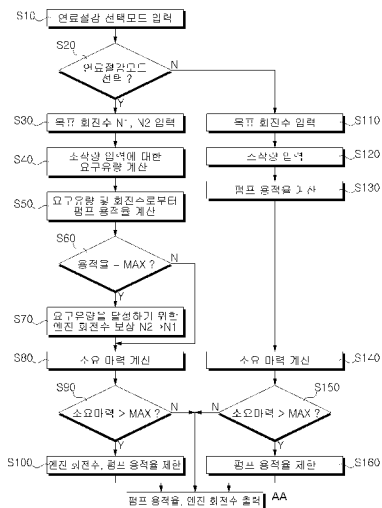 S10
연료절감 선택모드 입력
S20
연료절감모드
선택 ?
N
Y
S30
목표 회전수 N1, N2 입력
S40
조작량 입력에 대한
요구유량 계산
S50
요구유량 및 회전수로부터
펌프 용적율 계산
S60
용적율 = MAX ?
N
Y
S70
요구유량을 달성하기 위한
엔진 회전수 보상 N2→N1
S80
소요 마력 계산
S90
소요마력 > MAX ?
N
Y
S100
엔진 회전수, 펌프 용적율 제한
S110
목표 회전수 입력
S120
조작량 입력
S130
펌프 용적율 계산
S140
소요 마력 계산
S150
소요마력 > MAX ?
N
Y
S160
펌프 용적율 제한
AA
펌프 용적율, 엔진 회전수 출력